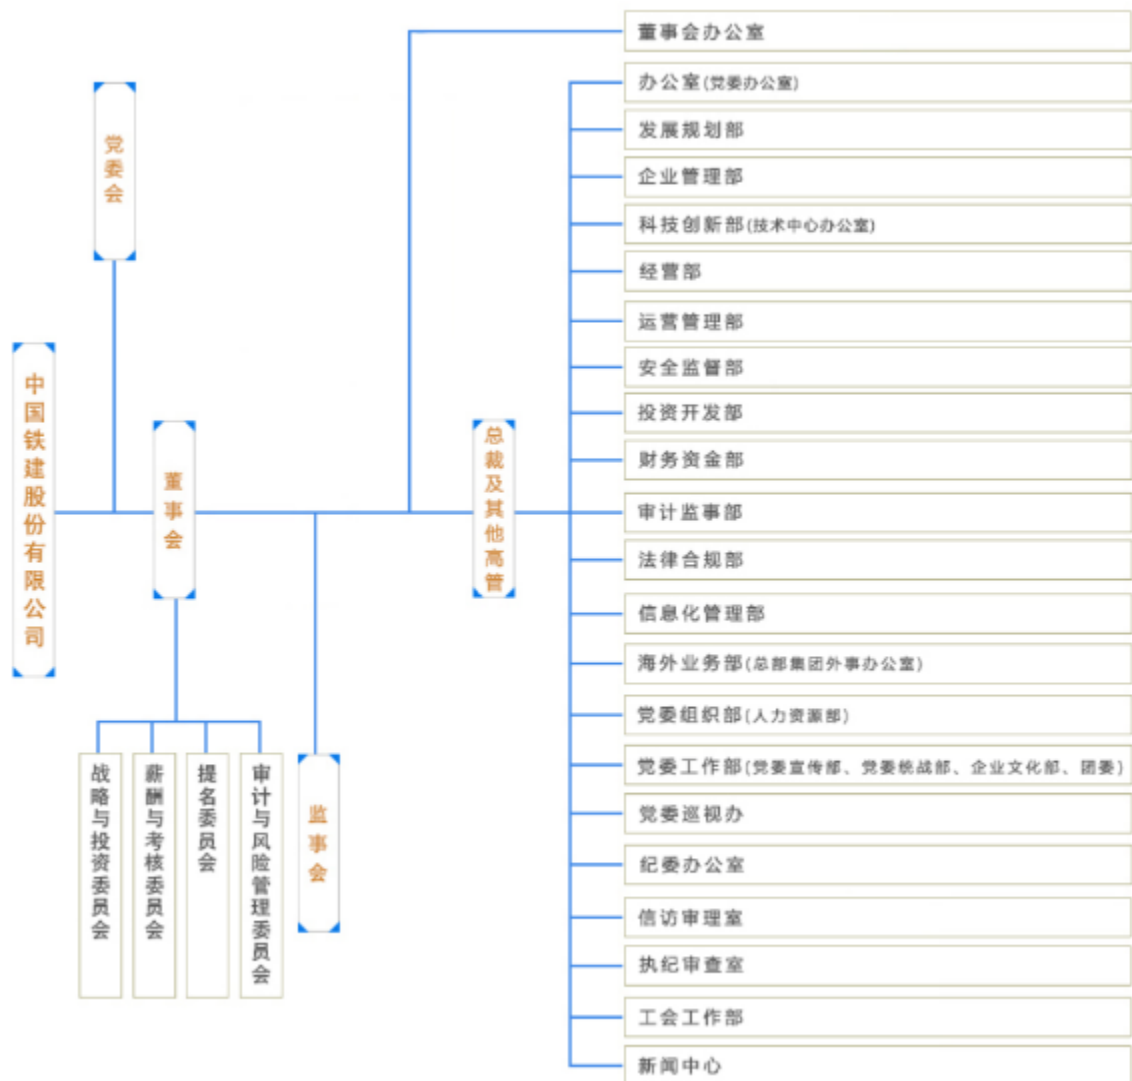 中国铁建股份有限公司
党委会
董事会
战略与投资委员会
薪酬与考核委员会
提名委员会
审计与风险管理委员会
监事会
总裁及其他高管
董事会办公室
办公室(党委办公室)
发展规划部
企业管理部
科技创新部(技术中心办公室)
经营部
运营管理部
安全监督部
投资开发部
财务资金部
审计监事部
法律合规部
信息化管理部
海外业务部(总部集团外事办公室)
党委组织部(人力资源部)
党委工作部(党委宣传部、党委统战部、企业文化部、团委)
党委巡视办
纪委办公室
信访审理室
执纪审查室
工会工作部
新闻中心